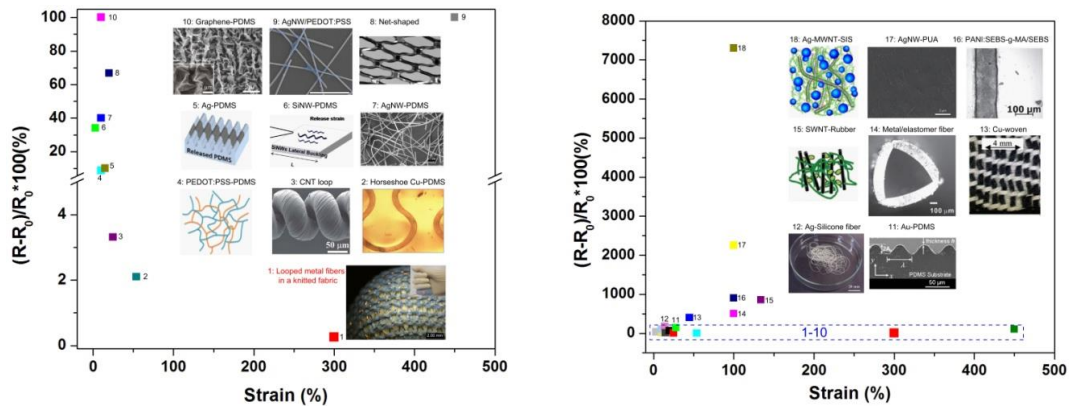 10: Graphene-PDMS 9: AgNW/PEDOT:PSS 8: Net-shaped
5: Ag-PDMS 6: SiNW-PDMS 7: AgNW-PDMS
Released PDMS
Release strain
SiNWs Lateral Buckling
L
4: PEDOT:PSS-PDMS 3: CNT loop 2: Horseshoe Cu-PDMS
50 µm
1: Looped metal fibers
in a knitted fabric
(R-R0)/R0*100(%)
100
80
60
40
20
4
2
0
10
9
8
7
6
5
4
3
2
1
0 100 200 300 400 500
Strain (%)
18: Ag-MWNT-SIS 17: AgNW-PUA 16: PANI:SEBS-g-MA/SEBS
100 µm
15: SWNT-Rubber 14: Metal/elastomer fiber 13: Cu-woven
4 mm
100 µm
12: Ag-Silicone fiber 11: Au-PDMS
thickness
PDMS Substrate
50 µm
(R-R0)/R0*100(%)
8000
7000
6000
5000
4000
3000
2000
1000
0
18
17
16
15
14
13
12
11
1-10
0 100 200 300 400 500
Strain (%)